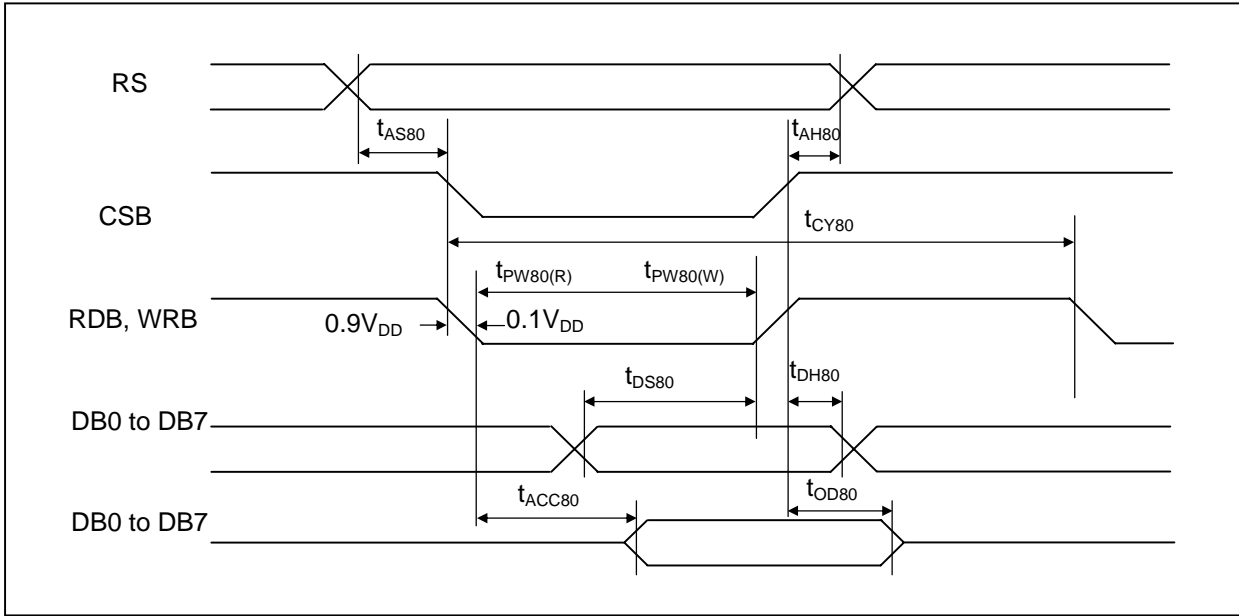 RS
tAS80
tAH80
CSB
tCY80
tPW80(R) tPW80(W)
RDB, WRB
0.9VDD 0.1VDD
tDS80 tDH80
DB0 to DB7
tACC80 tOD80
DB0 to DB7